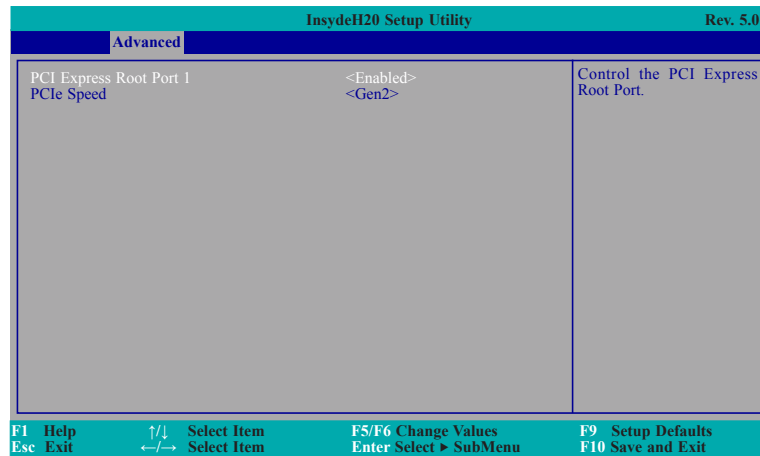 InsydeH20 Setup Utility Rev. 5.0
Advanced
PCI Express Root Port 1 <Enabled> Control the PCI Express
PCIe Speed <Gen2> Root Port.
F1 Help ↑/↓ Select Item F5/F6 Change Values F9 Setup Defaults
Esc Exit ←/→ Select Item Enter Select ▶ SubMenu F10 Save and Exit